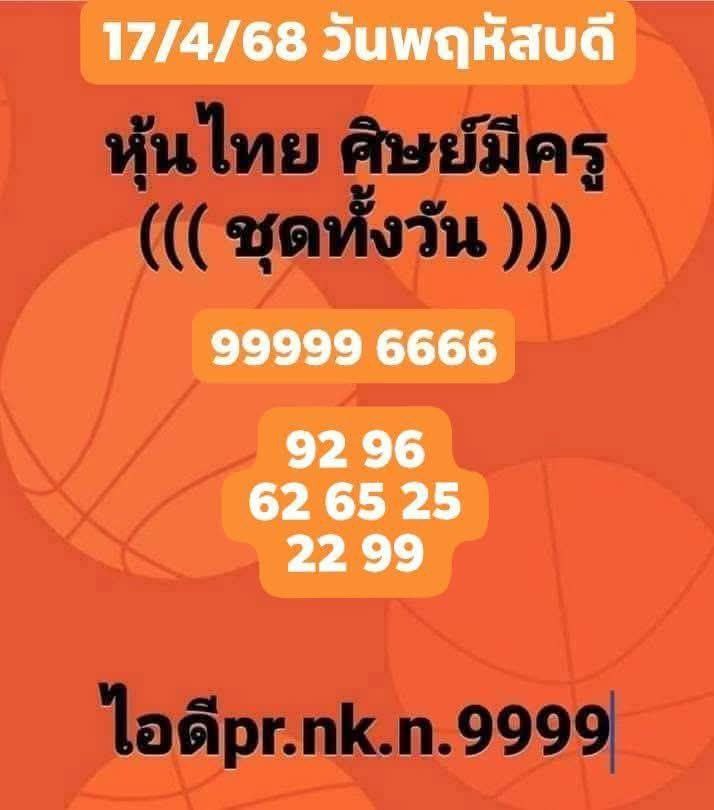 17/4/68 วันพฤหัสบดี
หุ้นไทย ศิษย์มีครู
((( ชุดทั้งวัน )))
99999 6666
92 96
62 65 25
22 99
ไอดีpr.nk.n.9999